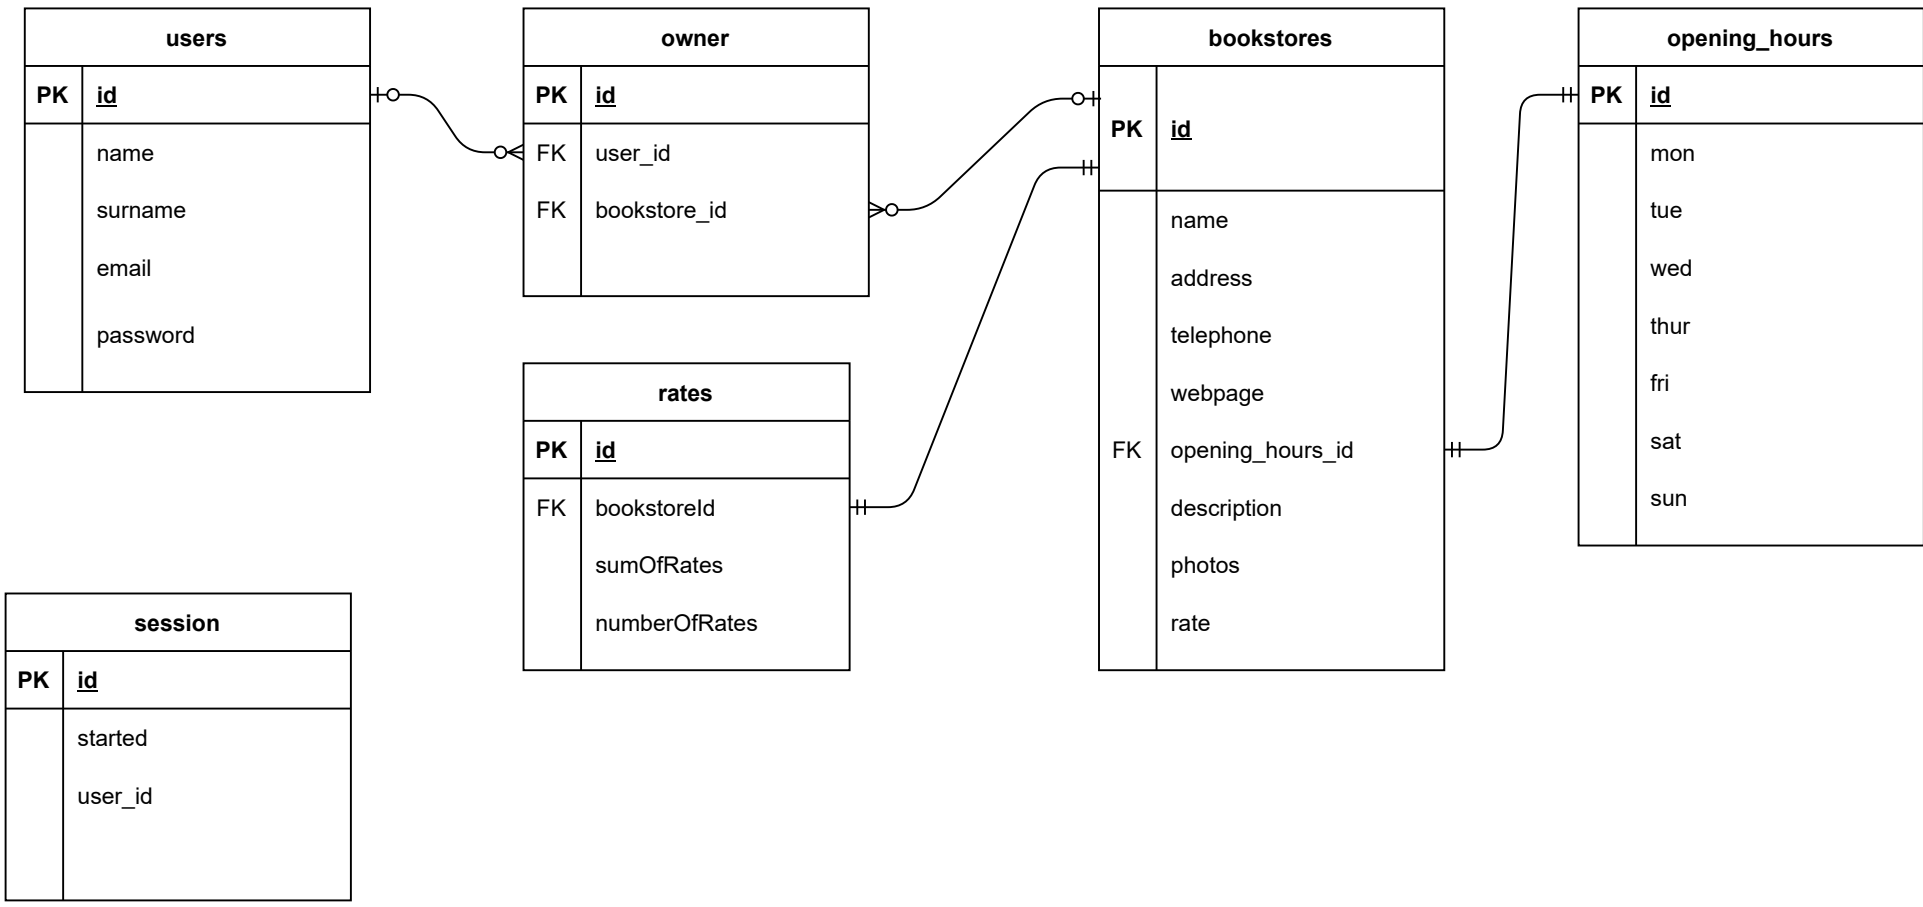 users
PK id
name
surname
email
password
owner
PK id
FK user_id
FK bookstore_id
rates
PK id
FK bookstoreId
sumOfRates
numberOfRates
bookstores
PK id
name
address
telephone
webpage
FK opening_hours_id
description
photos
rate
opening_hours
PK id
mon
tue
wed
thur
fri
sat
sun
session
PK id
started
user_id